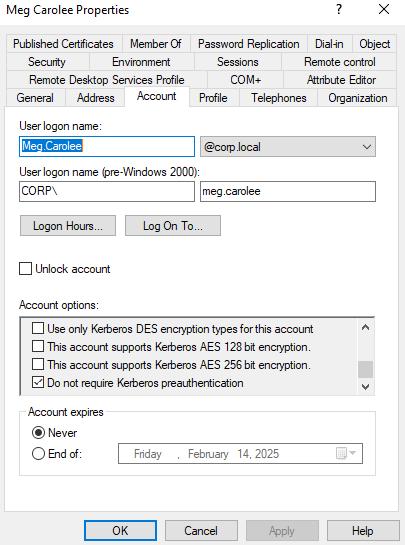 Meg Carolee Properties ? ×
Published Certificates Member Of Password Replication Dial-in Object
Security Environment Sessions Remote control
Remote Desktop Services Profile COM+ Attribute Editor
General Address Account Profile Telephones Organization
User logon name:
Meg.Carolee @corp.local
User logon name (pre-Windows 2000):
CORP\ meg.carolee
Logon Hours... Log On To...
Unlock account
Account options:
Use only Kerberos DES encryption types for this account
This account supports Kerberos AES 128 bit encryption.
This account supports Kerberos AES 256 bit encryption.
Do not require Kerberos preauthentication
Account expires
Never
End of: Friday , February 14, 2025
OK Cancel Apply Help